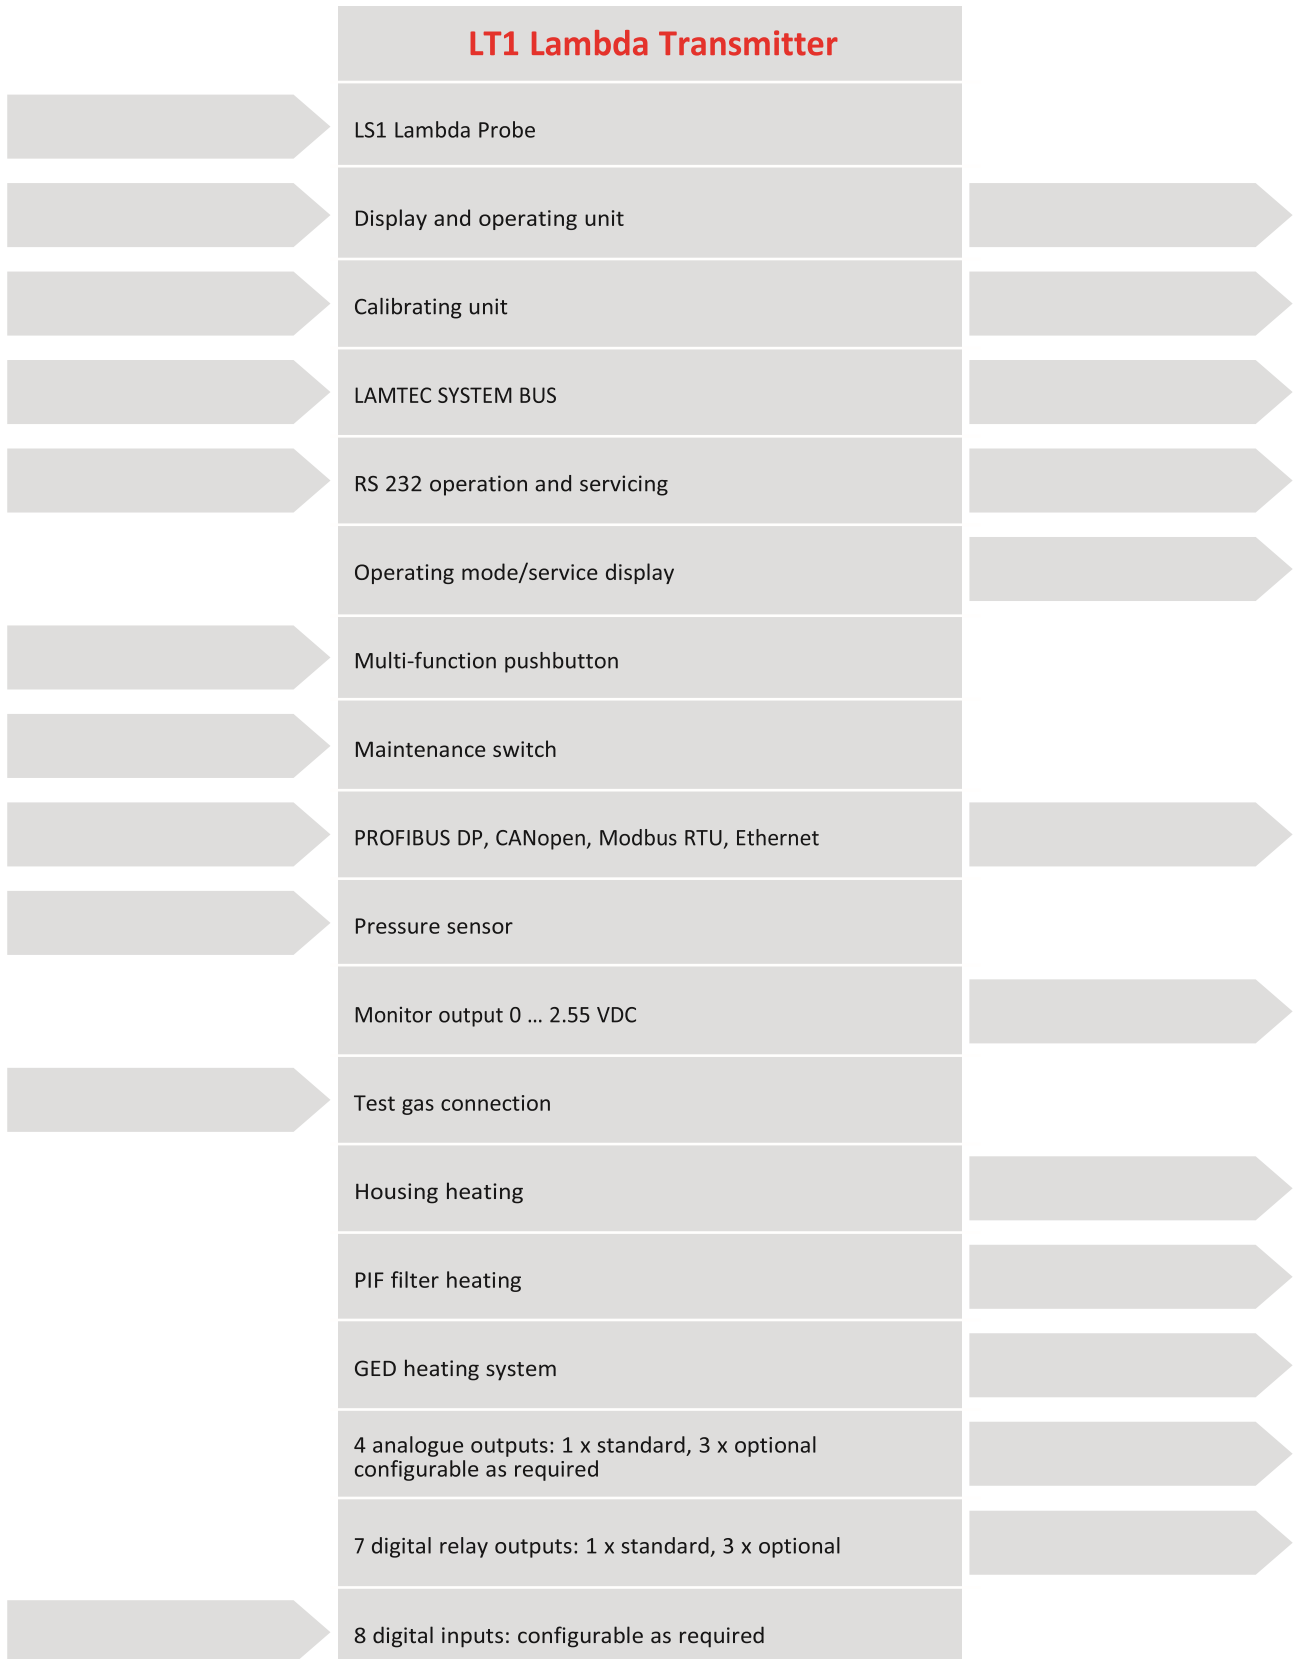 LT1 Lambda Transmitter
LS1 Lambda Probe
Display and operating unit
Calibrating unit
LAMTEC SYSTEM BUS
RS 232 operation and servicing
Operating mode/service display
Multi-function pushbutton
Maintenance switch
PROFIBUS DP, CANopen, Modbus RTU, Ethernet
Pressure sensor
Monitor output 0 ... 2.55 VDC
Test gas connection
Housing heating
PIF filter heating
GED heating system
4 analogue outputs: 1 x standard, 3 x optional
configurable as required
7 digital relay outputs: 1 x standard, 3 x optional
8 digital inputs: configurable as required